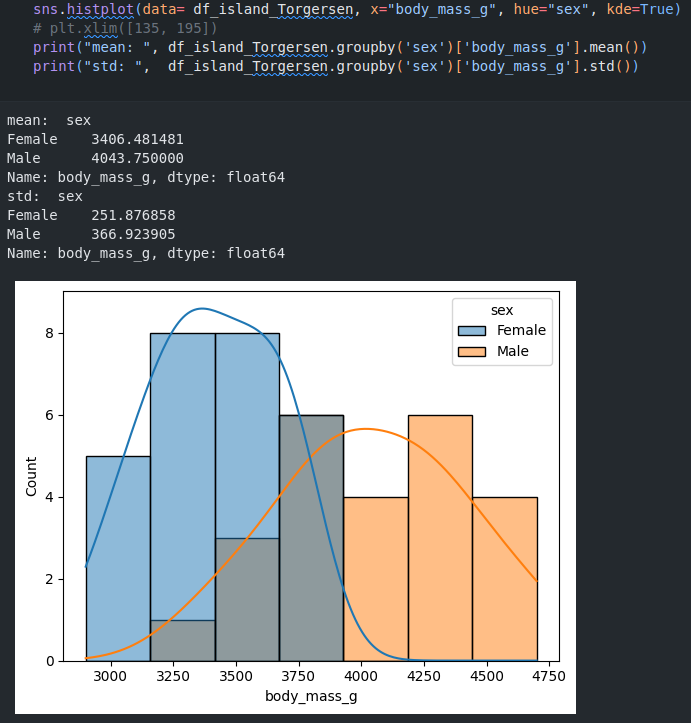 sns.histplot(data= df_island_Torgersen, x="body_mass_g", hue="sex", kde=True)
# plt.xlim([135, 195])
print("mean: ", df_island_Torgersen.groupby('sex')['body_mass_g'].mean())
print("std: ",  df_island_Torgersen.groupby('sex')['body_mass_g'].std())
mean:  sex
Female    3406.481481
Male      4043.750000
Name: body_mass_g, dtype: float64
std:  sex
Female    251.876858
Male      366.923905
Name: body_mass_g, dtype: float64
sex
Female
Male
8
6
4
2
0
Count
3000 3250 3500 3750 4000 4250 4500 4750
body_mass_g